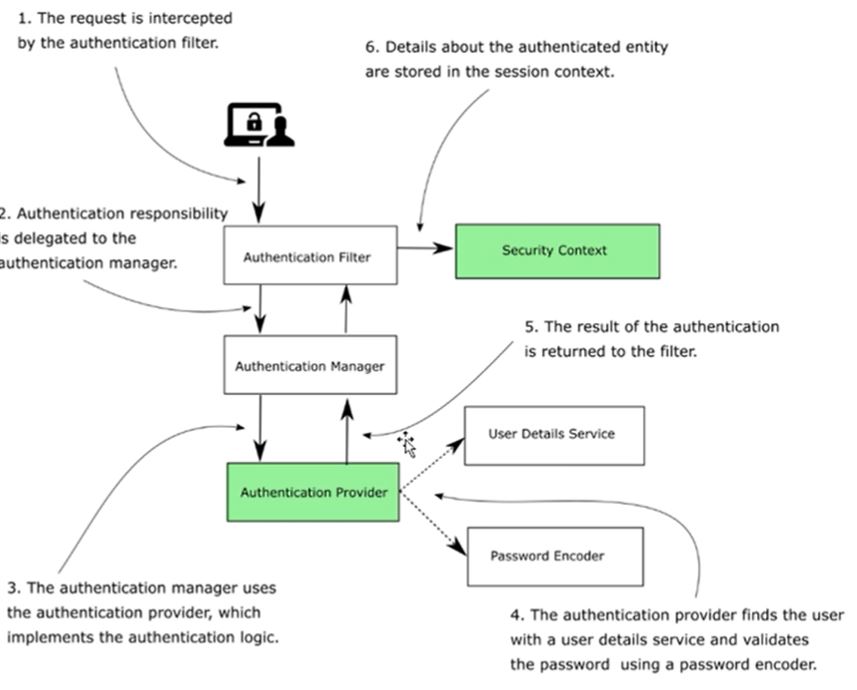 1. The request is intercepted
by the authentication filter.
6. Details about the authenticated entity
are stored in the session context.
2. Authentication responsibility
is delegated to the
authentication manager.
Authentication Filter
Security Context
5. The result of the authentication
is returned to the filter.
Authentication Manager
User Details Service
Authentication Provider
Password Encoder
3. The authentication manager uses
the authentication provider, which
implements the authentication logic.
4. The authentication provider finds the user
with a user details service and validates
the password using a password encoder.